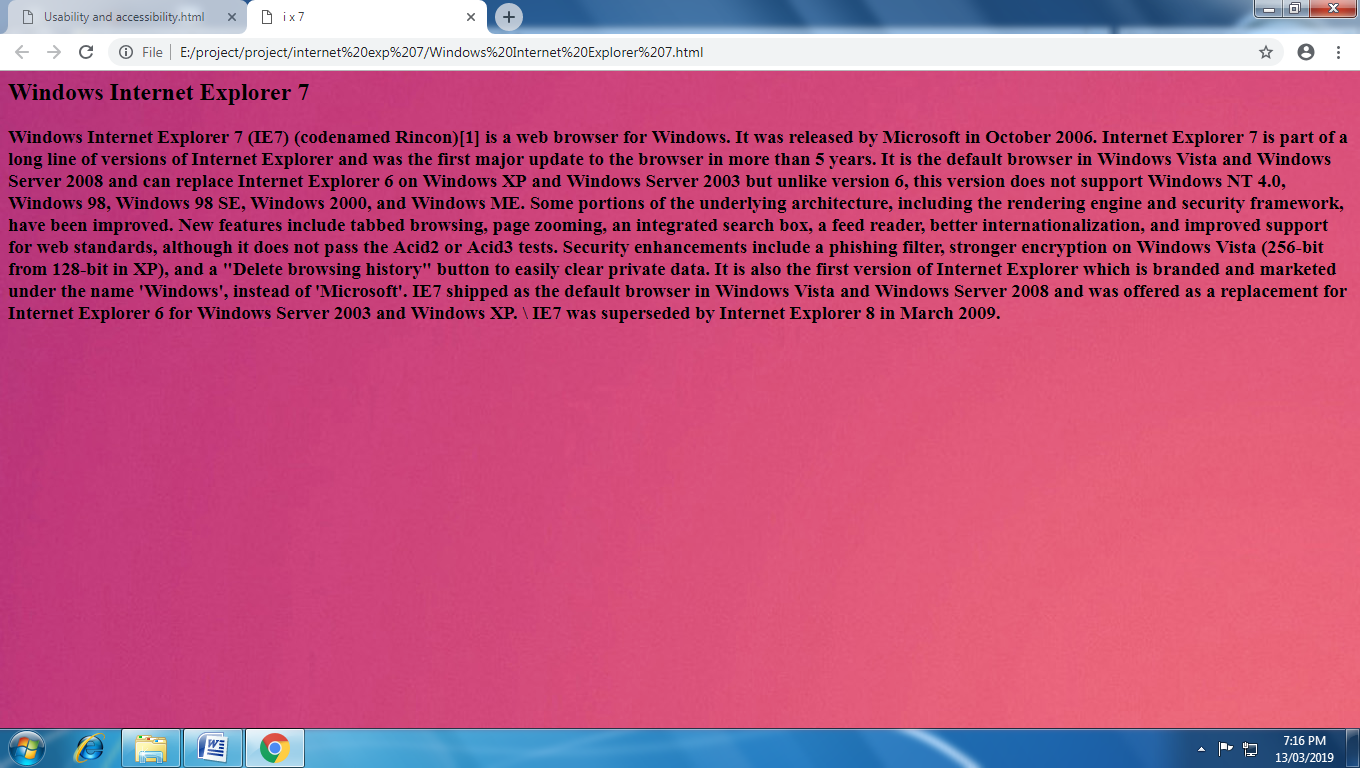 Usability and accessibility.html
i x 7
File
E:/project/project/internet%20exp%207/Windows%20Internet%20Explorer%207.html
Windows Internet Explorer 7
Windows Internet Explorer 7 (IE7) (codenamed Rincon)[1] is a web browser for Windows. It was released by Microsoft in October 2006. Internet Explorer 7 is part of a
long line of versions of Internet Explorer and was the first major update to the browser in more than 5 years. It is the default browser in Windows Vista and Windows
Server 2008 and can replace Internet Explorer 6 on Windows XP and Windows Server 2003 but unlike version 6, this version does not support Windows NT 4.0,
Windows 98, Windows 98 SE, Windows 2000, and Windows ME. Some portions of the underlying architecture, including the rendering engine and security framework,
have been improved. New features include tabbed browsing, page zooming, an integrated search box, a feed reader, better internationalization, and improved support
for web standards, although it does not pass the Acid2 or Acid3 tests. Security enhancements include a phishing filter, stronger encryption on Windows Vista (256-bit
from 128-bit in XP), and a "Delete browsing history" button to easily clear private data. It is also the first version of Internet Explorer which is branded and marketed
under the name 'Windows', instead of 'Microsoft'. IE7 shipped as the default browser in Windows Vista and Windows Server 2008 and was offered as a replacement for
Internet Explorer 6 for Windows Server 2003 and Windows XP. \ IE7 was superseded by Internet Explorer 8 in March 2009.
7:16 PM
13/03/2019